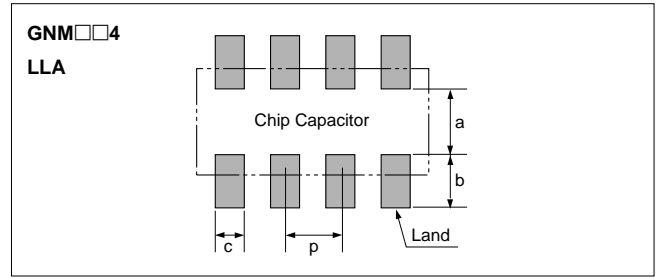 GNM□□4
LLA
Chip Capacitor
a
b
c
p
Land